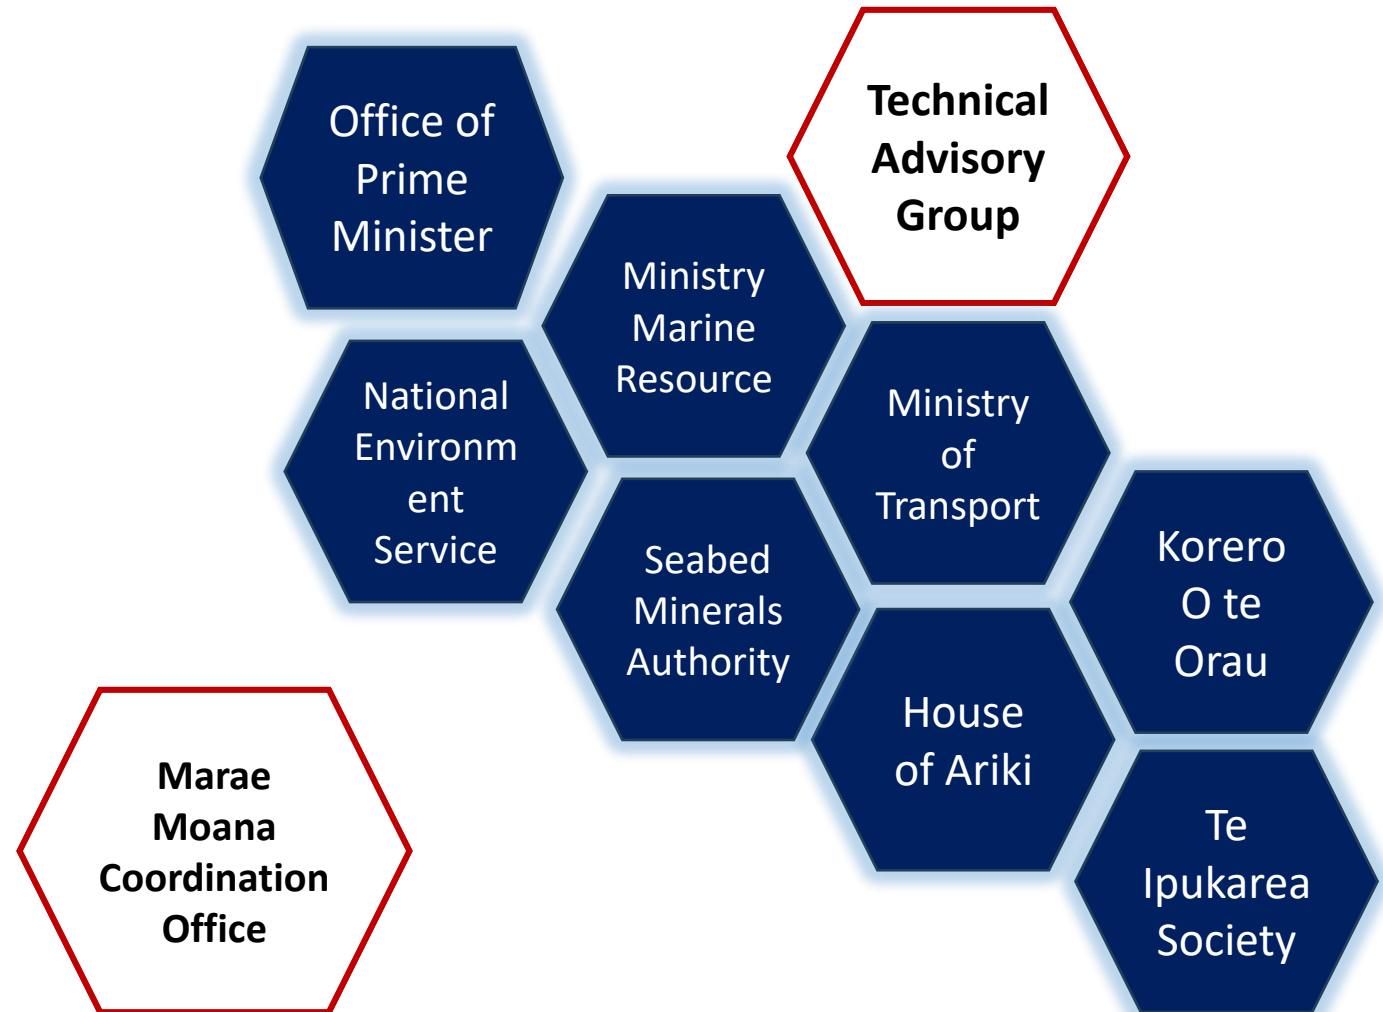 Office of
Prime
Minister
Technical
Advisory
Group
Ministry
Marine
Resource
National
Environm
ent
Service
Ministry
of
Transport
Seabed
Minerals
Authority
Korero
O te
Orau
House
of Ariki
Marae
Moana
Coordination
Office
Te
Ipukarea
Society